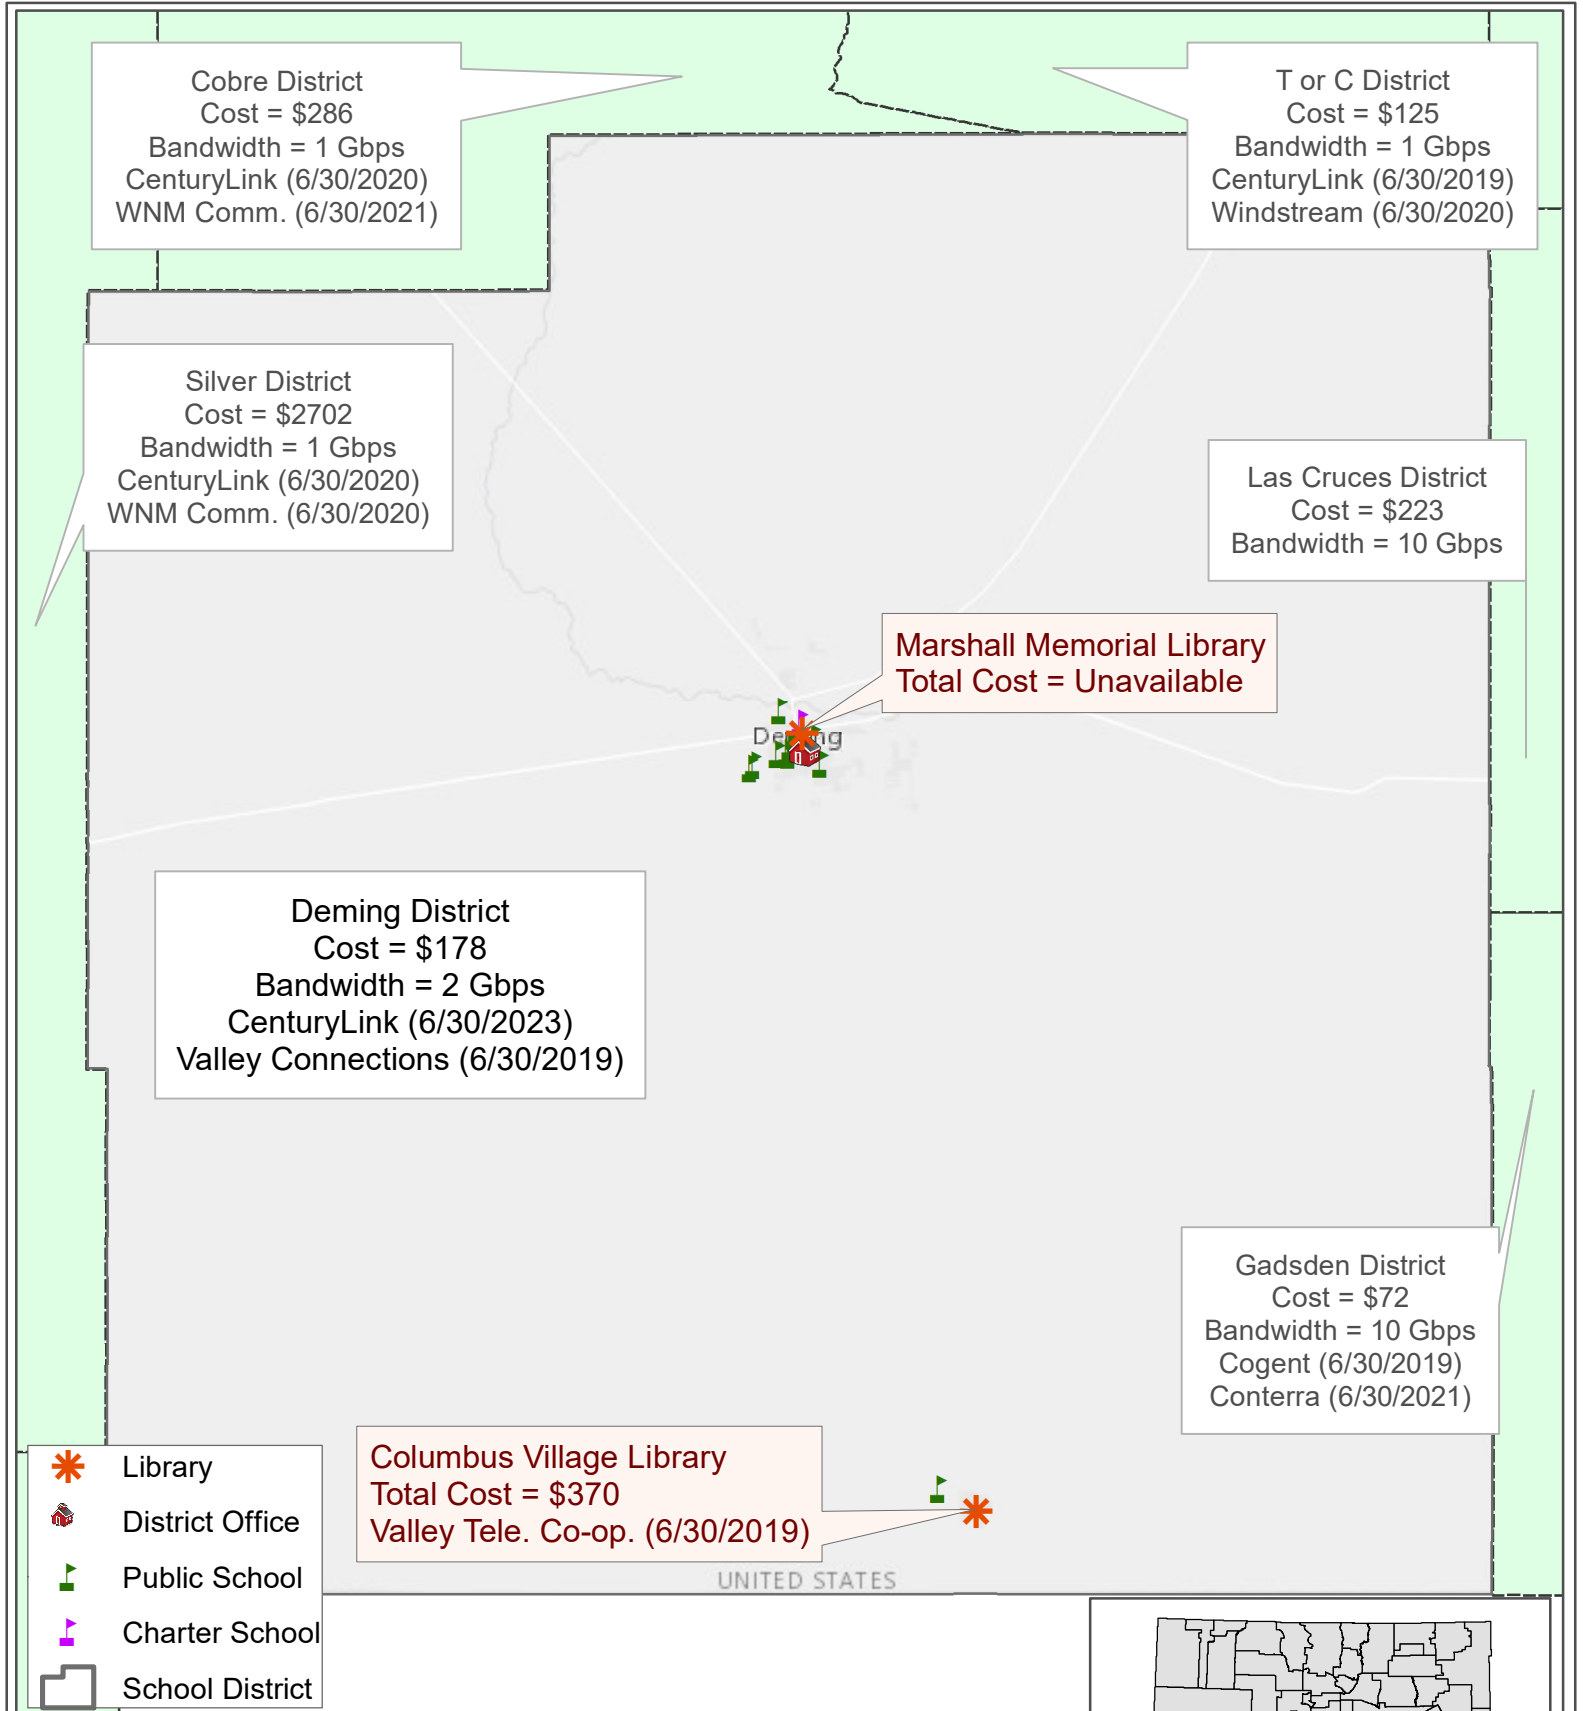 Cobre District
Cost = $286
Bandwidth = 1 Gbps
CenturyLink (6/30/2020)
WNM Comm. (6/30/2021)
T or C District
Cost = $125
Bandwidth = 1 Gbps
CenturyLink (6/30/2019)
Windstream (6/30/2020)
Silver District
Cost = $2702
Bandwidth = 1 Gbps
CenturyLink (6/30/2020)
WNM Comm. (6/30/2020)
Las Cruces District
Cost = $223
Bandwidth = 10 Gbps
Marshall Memorial Library
Total Cost = Unavailable
Deming
Deming District
Cost = $178
Bandwidth = 2 Gbps
CenturyLink (6/30/2023)
Valley Connections (6/30/2019)
Gadsden District
Cost = $72
Bandwidth = 10 Gbps
Cogent (6/30/2019)
Conterra (6/30/2021)
Columbus Village Library
Total Cost = $370
Valley Tele. Co-op. (6/30/2019)
UNITED STATES
Library
District Office
Public School
Charter School
School District